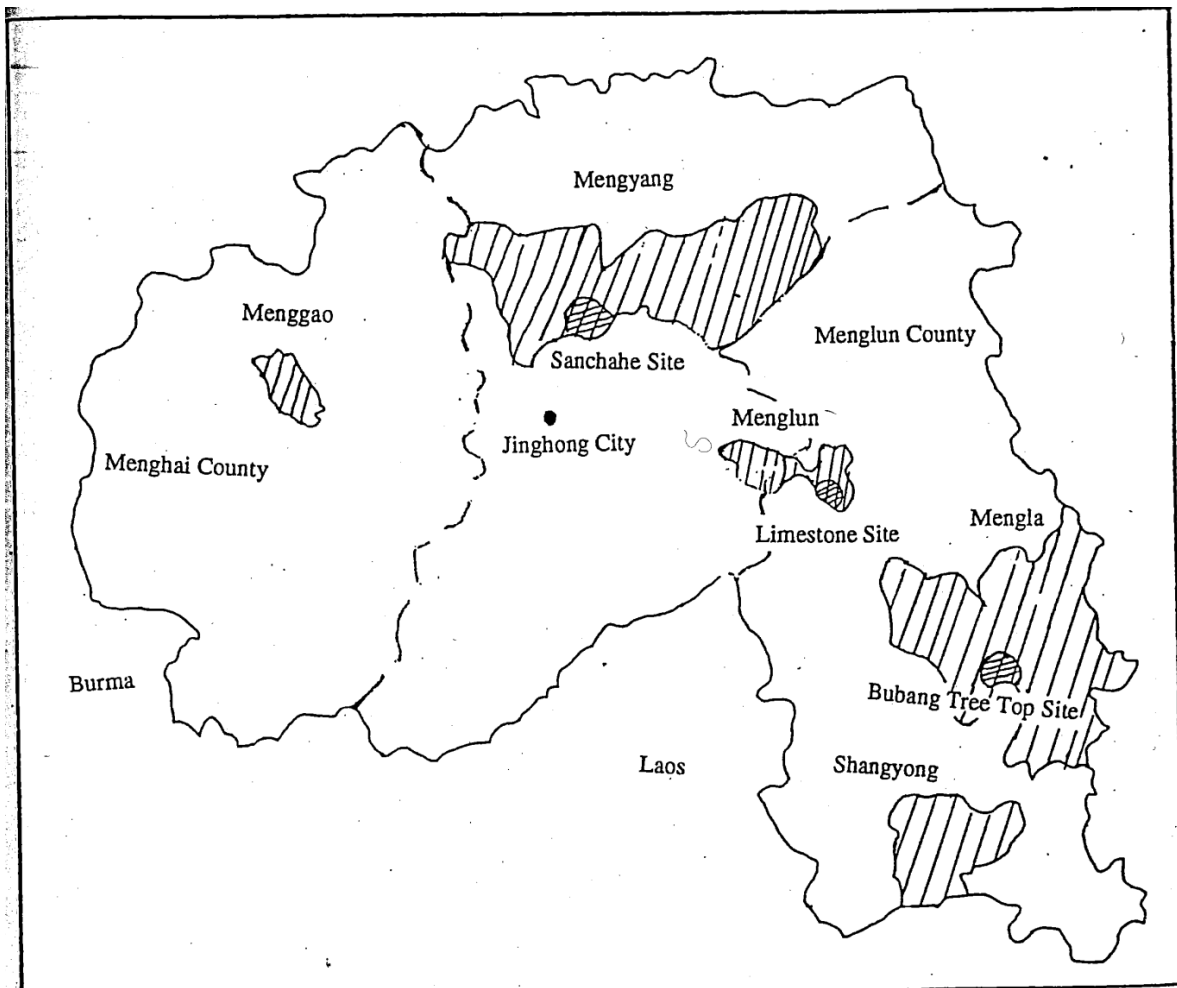 Mengyang
Menggao
Menglun County
Sanchahe Site
Menglun
Jinghong City
Menghai County
Mengla
Limestone Site
Burma
Bubang Tree Top Site
Laos
Shangyong